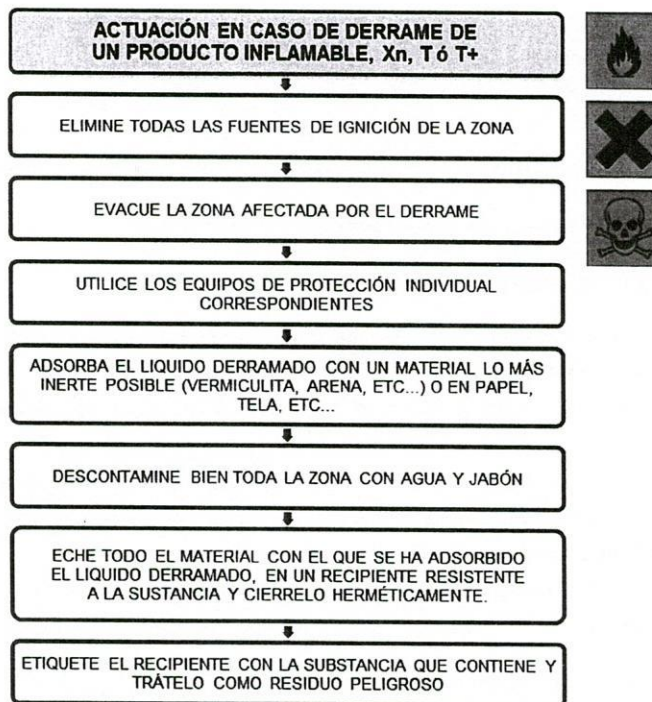 ACTUACIÓN EN CASO DE DERRAME DE
UN PRODUCTO INFLAMABLE, Xn, T ó T+
ELIMINE TODAS LAS FUENTES DE IGNICIÓN DE LA ZONA
EVACUE LA ZONA AFECTADA POR EL DERRAME
UTILICE LOS EQUIPOS DE PROTECCIÓN INDIVIDUAL
CORRESPONDIENTES
ADSORBA EL LIQUIDO DERRAMADO CON UN MATERIAL LO MÁS
INERTE POSIBLE (VERMICULITA, ARENA, ETC...) O EN PAPEL,
TELA, ETC...
DESCONTAMINE BIEN TODA LA ZONA CON AGUA Y JABÓN
ECHE TODO EL MATERIAL CON EL QUE SE HA ADSORBIDO
EL LIQUIDO DERRAMADO, EN UN RECIPIENTE RESISTENTE
A LA SUSTANCIA Y CIERRELO HERMÉTICAMENTE.
ETIQUETE EL RECIPIENTE CON LA SUBSTANCIA QUE CONTIENE Y
TRÁTELO COMO RESIDUO PELIGROSO